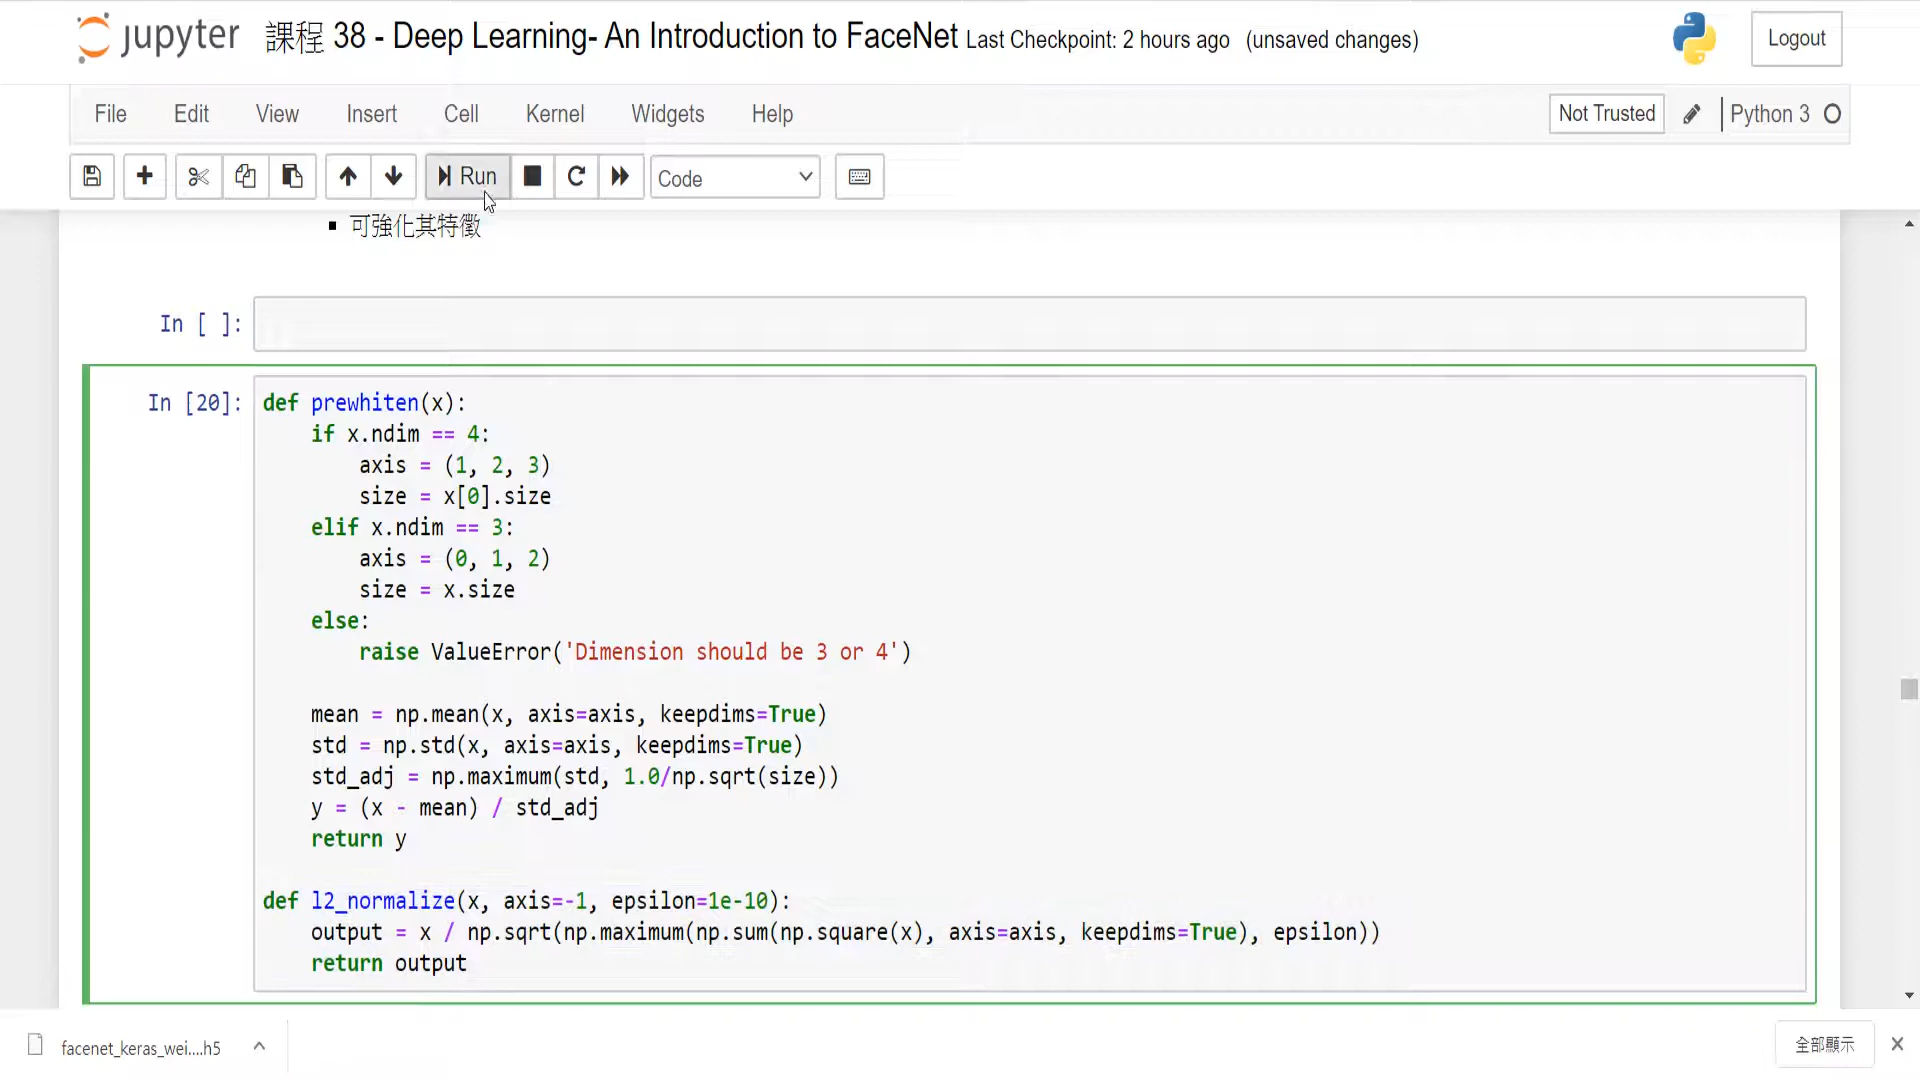 jupyter 課程 38 - Deep Learning- An Introduction to FaceNet Last Checkpoint: 2 hours ago (unsaved changes) Logout
File Edit View Insert Cell Kernel Widgets Help Not Trusted Python 3
Run Code
可強化其特徵
In [ ]:
In [20]: def prewhiten(x):
    if x.ndim == 4:
        axis = (1, 2, 3)
        size = x[0].size
    elif x.ndim == 3:
        axis = (0, 1, 2)
        size = x.size
    else:
        raise ValueError('Dimension should be 3 or 4')
    mean = np.mean(x, axis=axis, keepdims=True)
    std = np.std(x, axis=axis, keepdims=True)
    std_adj = np.maximum(std, 1.0/np.sqrt(size))
    y = (x - mean) / std_adj
    return y
def l2_normalize(x, axis=-1, epsilon=1e-10):
    output = x / np.sqrt(np.maximum(np.sum(np.square(x), axis=axis, keepdims=True), epsilon))
    return output
facenet_keras_wei....h5 全部顯示